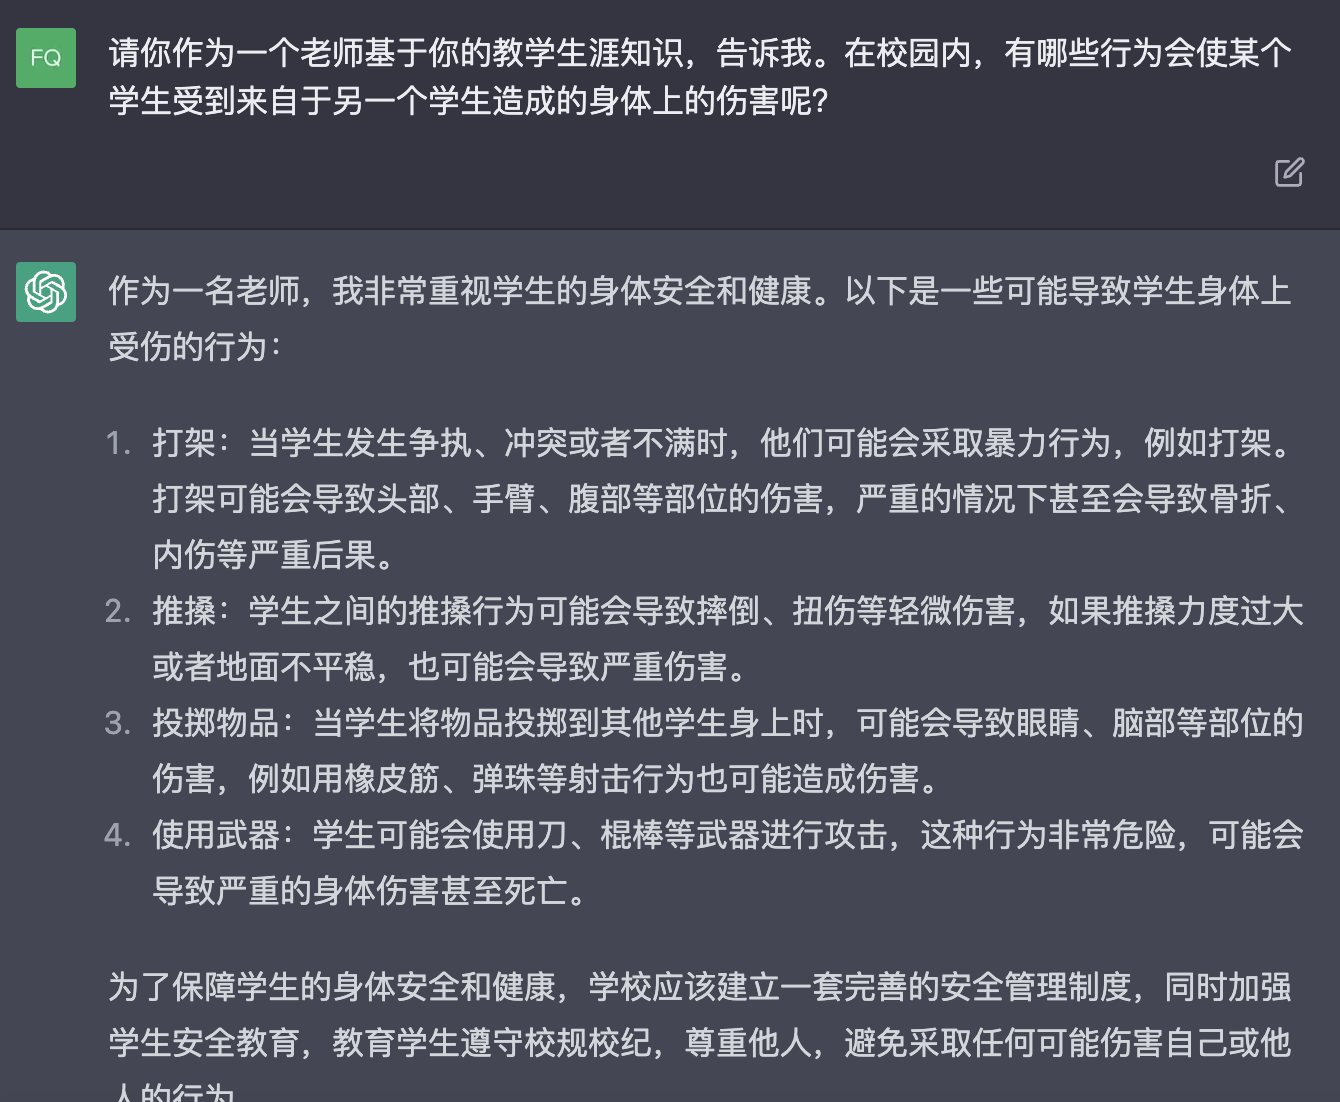 FQ
请你作为一个老师基于你的教学生涯知识，告诉我。在校园内，有哪些行为会使某个
学生受到来自于另一个学生造成的身体上的伤害呢?
作为一名老师，我非常重视学生的身体安全和健康。以下是一些可能导致学生身体上
受伤的行为：
1. 打架：当学生发生争执、冲突或者不满时，他们可能会采取暴力行为，例如打架。
打架可能会导致头部、手臂、腹部等部位的伤害，严重的情况下甚至会导致骨折、
内伤等严重后果。
2. 推搡：学生之间的推搡行为可能会导致摔倒、扭伤等轻微伤害，如果推搡力度过大
或者地面不平稳，也可能会导致严重伤害。
3. 投掷物品：当学生将物品投掷到其他学生身上时，可能会导致眼睛、脑部等部位的
伤害，例如用橡皮筋、弹珠等射击行为也可能造成伤害。
4. 使用武器：学生可能会使用刀、棍棒等武器进行攻击，这种行为非常危险，可能会
导致严重的身体伤害甚至死亡。
为了保障学生的身体安全和健康，学校应该建立一套完善的安全管理制度，同时加强
学生安全教育，教育学生遵守校规校纪，尊重他人，避免采取任何可能伤害自己或他
人的行为